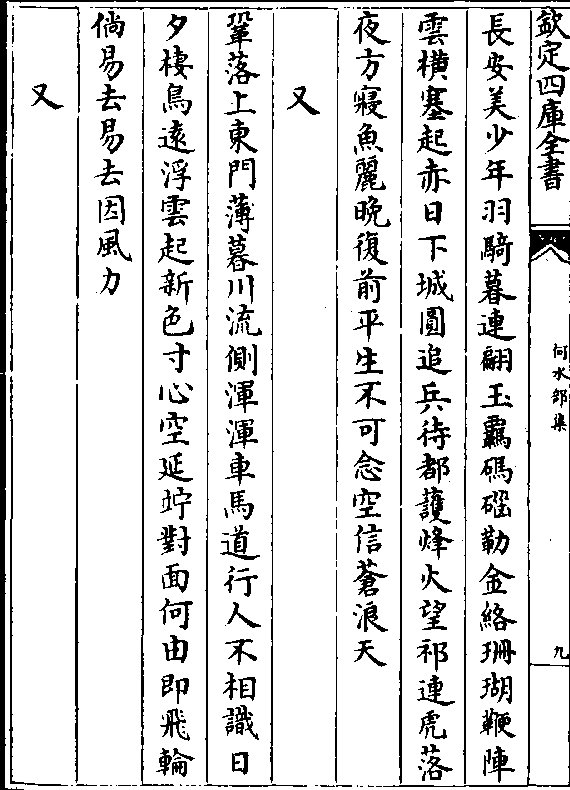 欽定四庫全書
何水部集
九
長安美少年羽騎暮連翩玉羈碼碯勒金絡珊瑚鞭陣
雲橫塞起赤日下城圓追兵待都護烽火望祁連虎落
夜方寢魚麗晚復前平生不可念空信蒼浪天
又
鞏落上東門薄暮川流側渾渾車馬道行人不相識日
夕棲鳥遠浮雲起新色寸心空延竚對面何由即飛輪
倘易去易去因風力
又